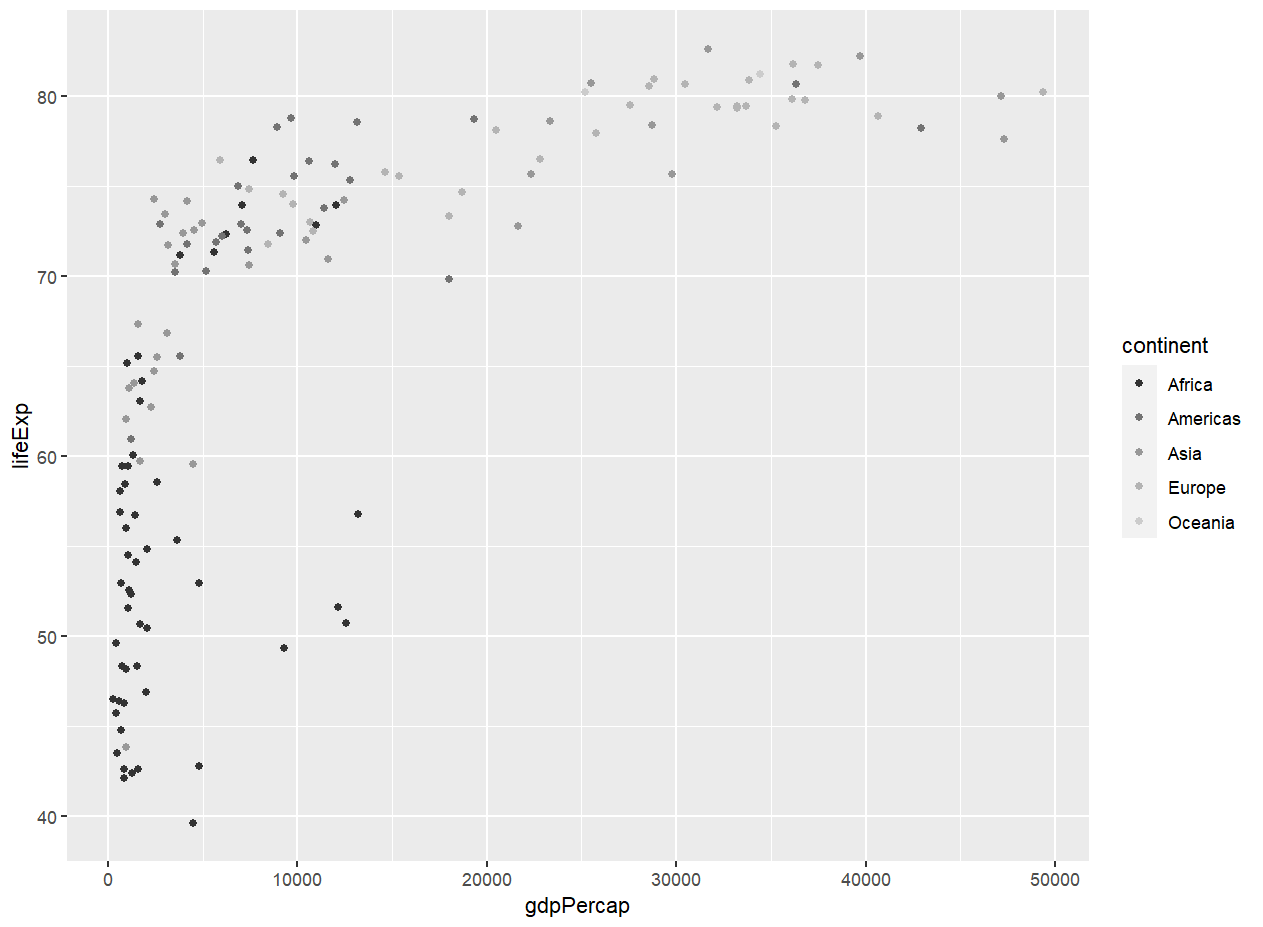 80
70
60
50
40
lifeExp
0 10000 20000 30000 40000 50000
gdpPercap
continent
Africa
Americas
Asia
Europe
Oceania